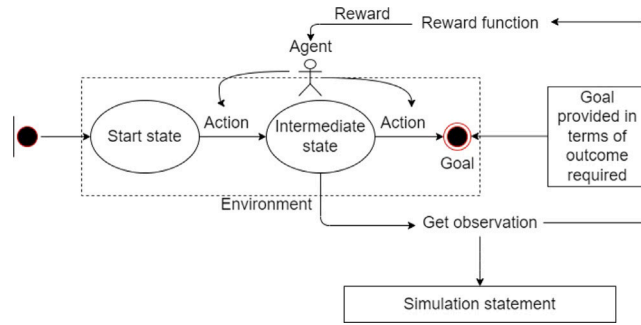 Reward
Reward function
Agent
Action
Action
Start state
Intermediate
state
Goal
Goal
provided in
terms of
outcome
required
Environment
Get observation
Simulation statement